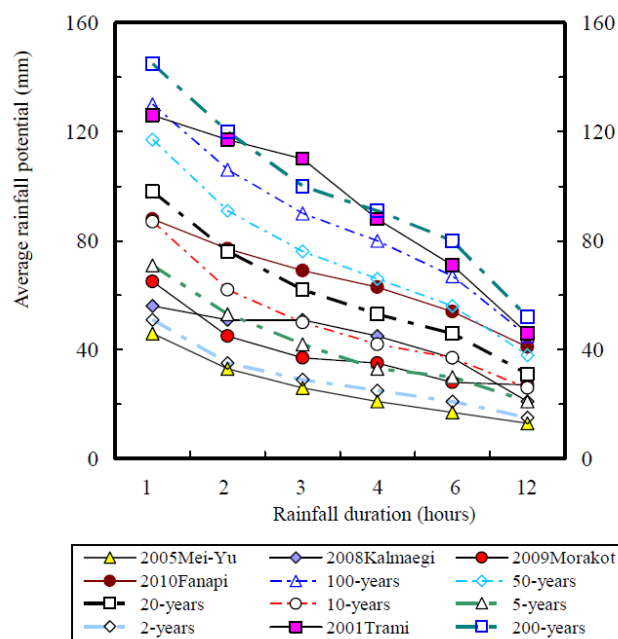 160 160
Average rainfall potential (mm)
120 120
80 80
40 40
0 0
1 2 3 4 6 12
Rainfall duration (hours)
2005Mei-Yu 2008Kalmaegi 2009Morakot
2010Fanapi 100-years 50-years
20-years 10-years 5-years
2-years 2001Trami 200-years